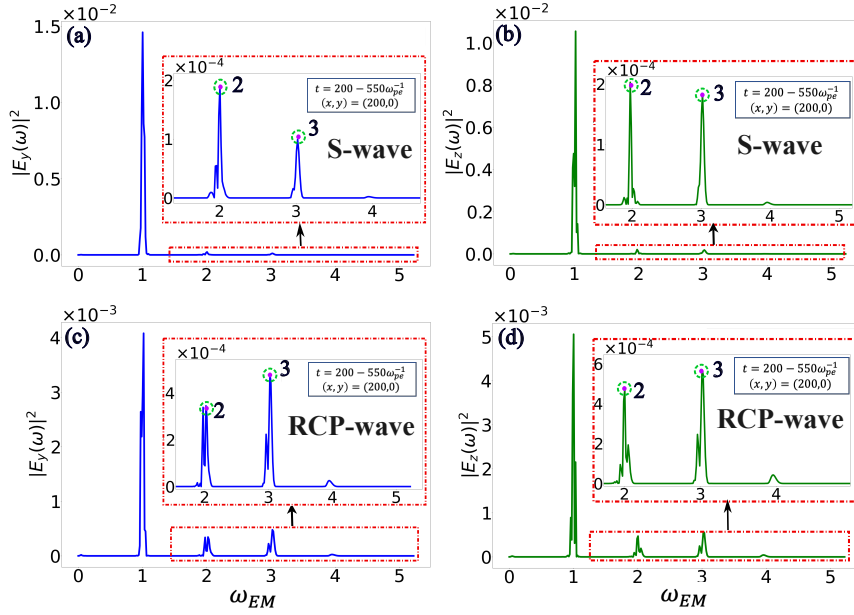 ×10⁻²
(a)
1.5
1.0
0.5
0.0
|E_y(ω)|²
0 1 2 3 4 5
×10⁻⁴
2
1
0
2 3 4
2
3
t = 200 − 550ω_pe⁻¹
(x, y) = (200,0)
S-wave
×10⁻²
(b)
1.0
0.8
0.6
0.4
0.2
0.0
|E_z(ω)|²
0 1 2 3 4 5
×10⁻⁴
2
1
0
2 3 4 5
2
3
t = 200 − 550ω_pe⁻¹
(x, y) = (200,0)
S-wave
×10⁻³
(c)
4
3
2
1
0
|E_y(ω)|²
0 1 2 3 4 5
ω_EM
×10⁻⁴
4
2
0
2 3 4 5
2
3
t = 200 − 550ω_pe⁻¹
(x, y) = (200,0)
RCP-wave
×10⁻³
(d)
5
4
3
2
1
0
|E_z(ω)|²
0 1 2 3 4 5
ω_EM
×10⁻⁴
6
4
2
0
2 3 4
2
3
t = 200 − 550ω_pe⁻¹
(x, y) = (200,0)
RCP-wave